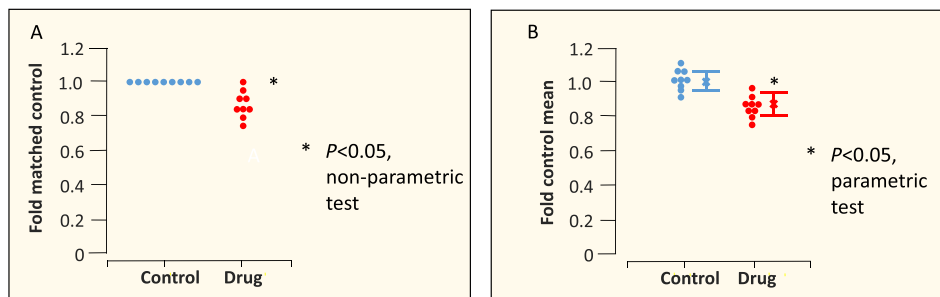 A
Fold matched control
1.2
1.0
0.8
0.6
0.4
0.2
0
Control Drug
*
* P<0.05,
non-parametric
test
B
Fold control mean
1.2
1.0
0.8
0.6
0.4
0.2
0
Control Drug
*
* P<0.05,
parametric
test